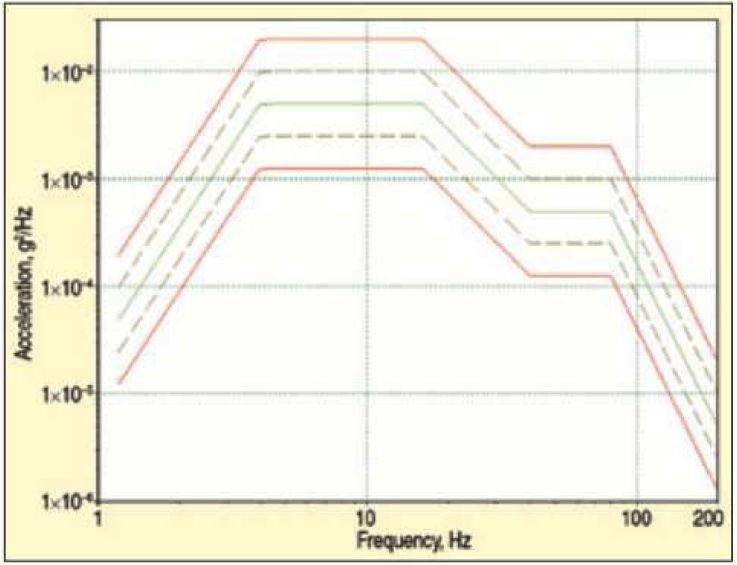 1×10⁻²
1×10⁻³
1×10⁻⁴
1×10⁻⁵
1×10⁻⁶
Acceleration, g²/Hz
1 10 100 200
Frequency, Hz